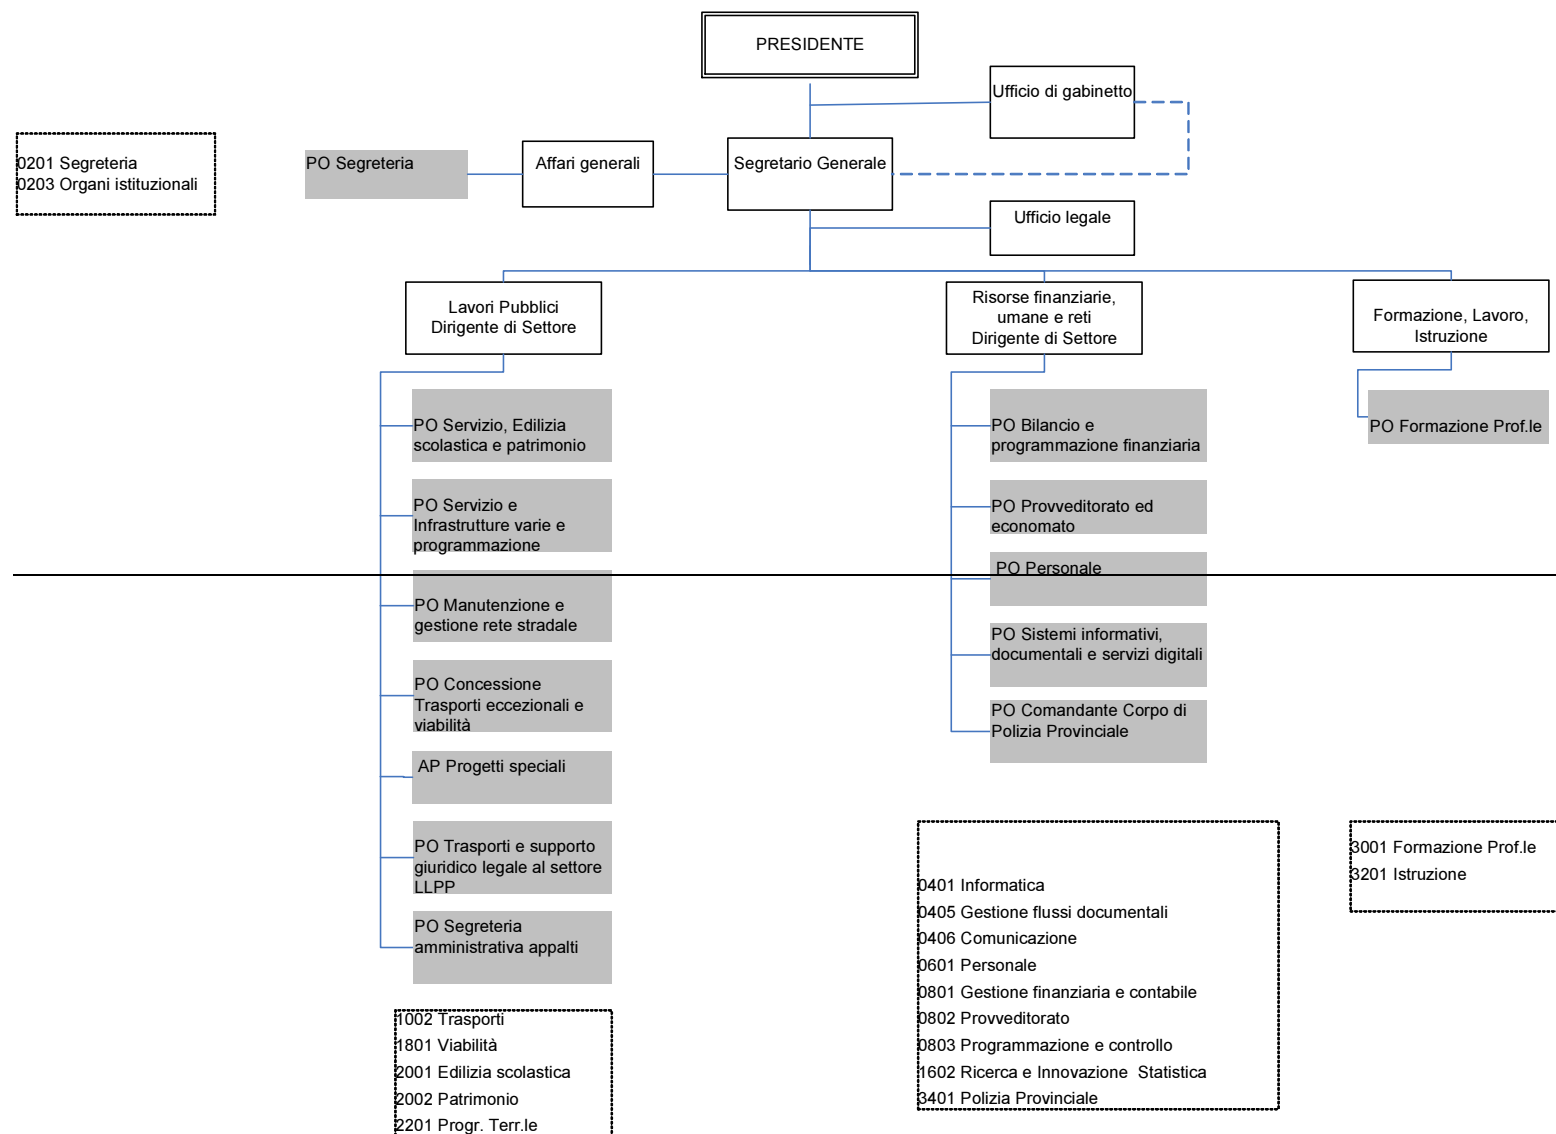 PRESIDENTE
Ufficio di gabinetto
0201 Segreteria
0203 Organi istituzionali
PO Segreteria
Affari generali
Segretario Generale
Ufficio legale
Lavori Pubblici
Dirigente di Settore
Risorse finanziarie,
umane e reti
Dirigente di Settore
Formazione, Lavoro,
Istruzione
PO Servizio, Edilizia
scolastica e patrimonio
PO Servizio e
Infrastrutture varie e
programmazione
PO Manutenzione e
gestione rete stradale
PO Concessione
Trasporti eccezionali e
viabilità
AP Progetti speciali
PO Trasporti e supporto
giuridico legale al settore
LLPP
PO Segreteria
amministrativa appalti
1002 Trasporti
1801 Viabilità
2001 Edilizia scolastica
2002 Patrimonio
2201 Progr. Terr.le
PO Bilancio e
programmazione finanziaria
PO Provveditorato ed
economato
PO Personale
PO Sistemi informativi,
documentali e servizi digitali
PO Comandante Corpo di
Polizia Provinciale
0401 Informatica
0405 Gestione flussi documentali
0406 Comunicazione
0601 Personale
0801 Gestione finanziaria e contabile
0802 Provveditorato
0803 Programmazione e controllo
1602 Ricerca e Innovazione Statistica
3401 Polizia Provinciale
PO Formazione Prof.le
3001 Formazione Prof.le
3201 Istruzione